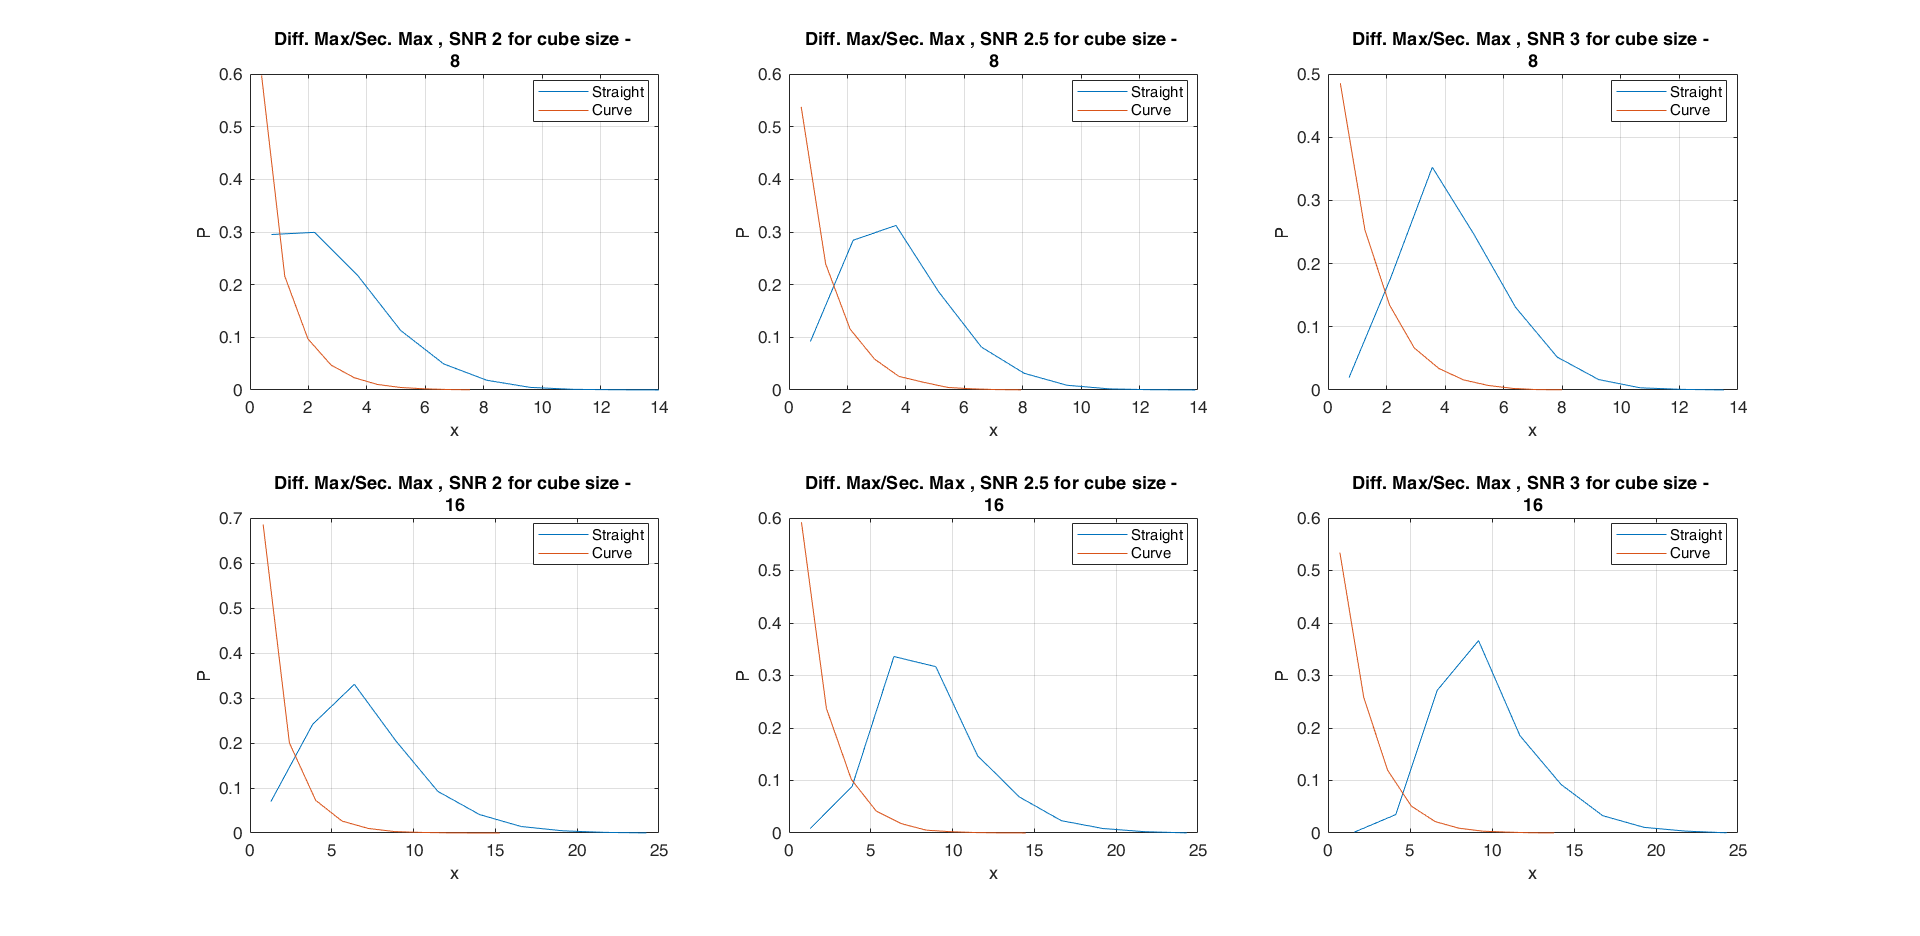 Diff. Max/Sec. Max , SNR 2 for cube size -
8
0.6
0.5
0.4
0.3
0.2
0.1
0
P
0 2 4 6 8 10 12 14
x
Straight
Curve
Diff. Max/Sec. Max , SNR 2.5 for cube size -
8
0.6
0.5
0.4
0.3
0.2
0.1
0
P
0 2 4 6 8 10 12 14
x
Straight
Curve
Diff. Max/Sec. Max , SNR 3 for cube size -
8
0.5
0.4
0.3
0.2
0.1
0
P
0 2 4 6 8 10 12 14
x
Straight
Curve
Diff. Max/Sec. Max , SNR 2 for cube size -
16
0.7
0.6
0.5
0.4
0.3
0.2
0.1
0
P
0 5 10 15 20 25
x
Straight
Curve
Diff. Max/Sec. Max , SNR 2.5 for cube size -
16
0.6
0.5
0.4
0.3
0.2
0.1
0
P
0 5 10 15 20 25
x
Straight
Curve
Diff. Max/Sec. Max , SNR 3 for cube size -
16
0.6
0.5
0.4
0.3
0.2
0.1
0
P
0 5 10 15 20 25
x
Straight
Curve